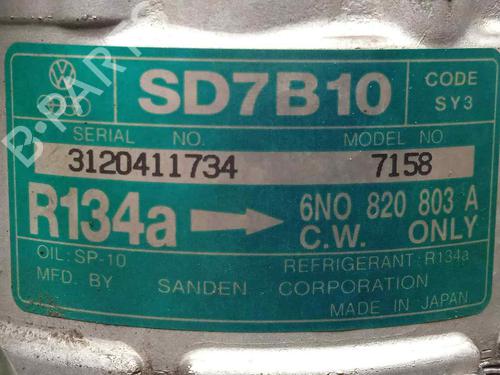 SD7B10
CODE
SY3
SERIAL NO. MODEL NO
3120411734 7158
R134a 6N0 820 803 A
C.W. ONLY
OIL:SP-10 REFRIGERANT:R134a
MFD. BY SANDEN CORPORATION
MADE IN JAPAN
B-PARTS